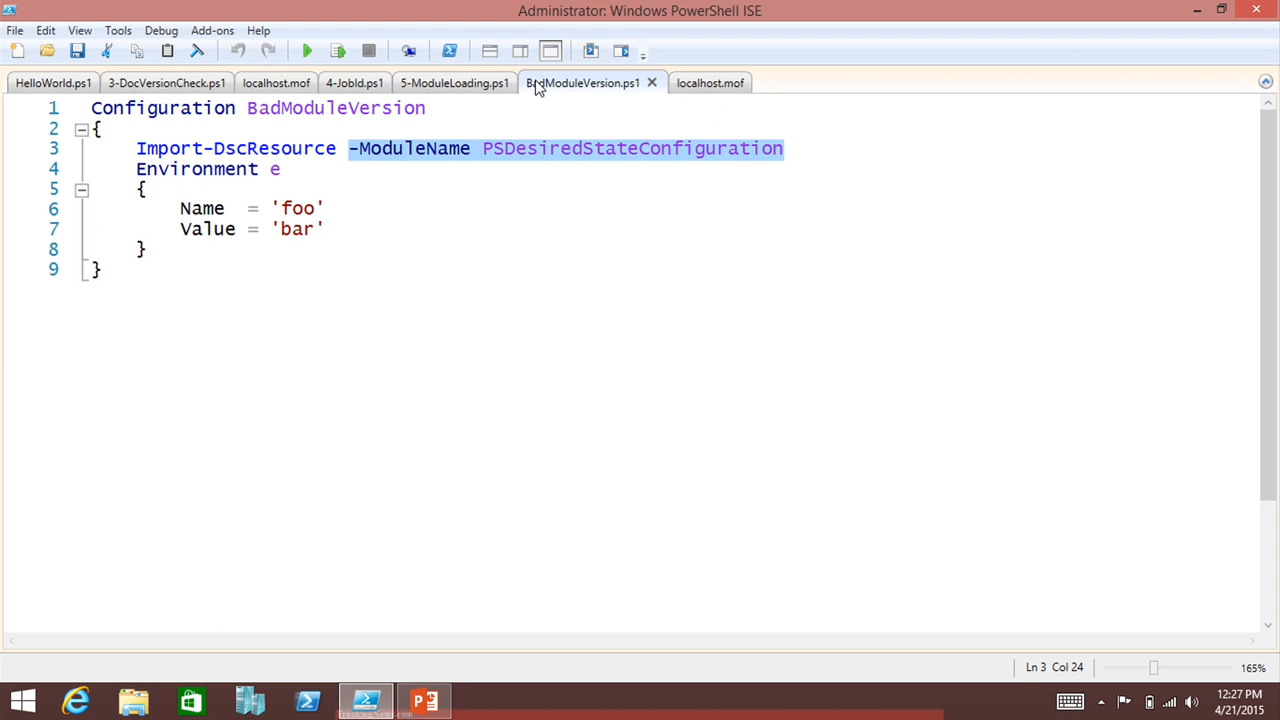 Administrator: Windows PowerShell ISE
File Edit View Tools Debug Add-ons Help
HelloWorld.ps1 3-DocVersionCheck.ps1 localhost.mof 4-JobId.ps1 5-ModuleLoading.ps1 BadModuleVersion.ps1 localhost.mof
1 Configuration BadModuleVersion
2 {
3 Import-DscResource -ModuleName PSDesiredStateConfiguration
4 Environment e
5 {
6 Name = 'foo'
7 Value = 'bar'
8 }
9 }
Ln 3 Col 24 165%
12:27 PM
4/21/2015